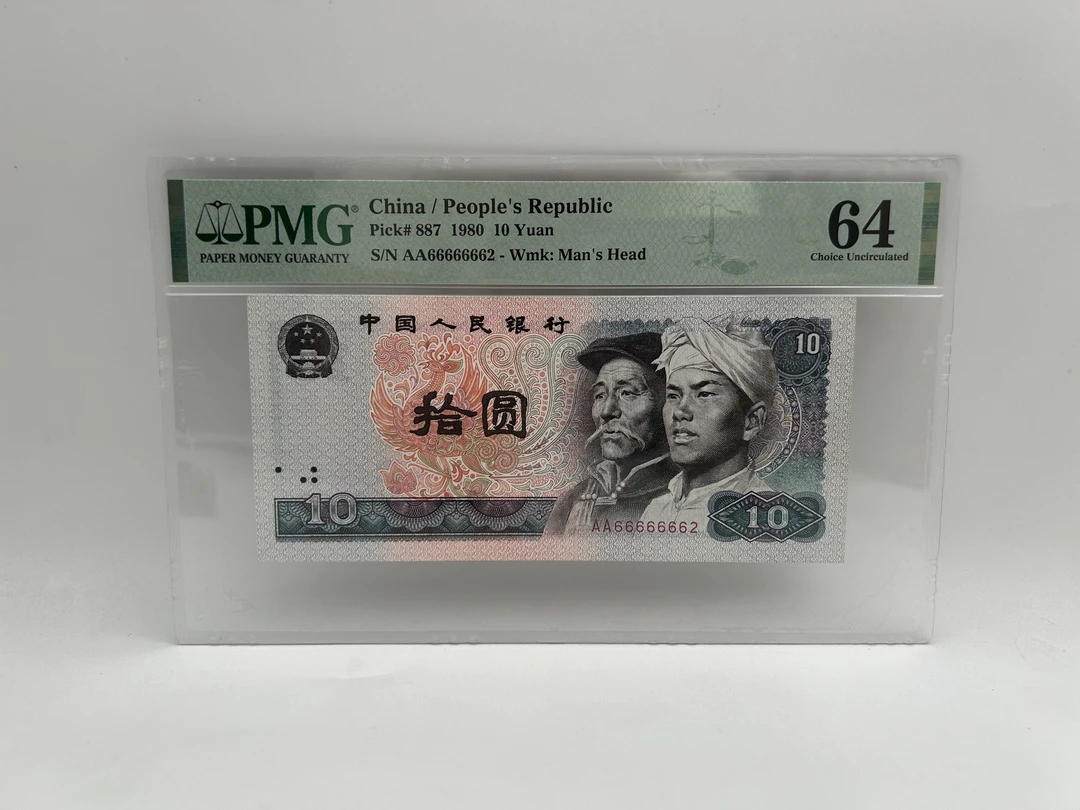 PMG®
PAPER MONEY GUARANTY
China / People's Republic
Pick# 887 1980 10 Yuan
S/N AA66666662 - Wmk: Man's Head
64
Choice Uncirculated
中国人民银行
10
拾圆
10
AA66666662
10